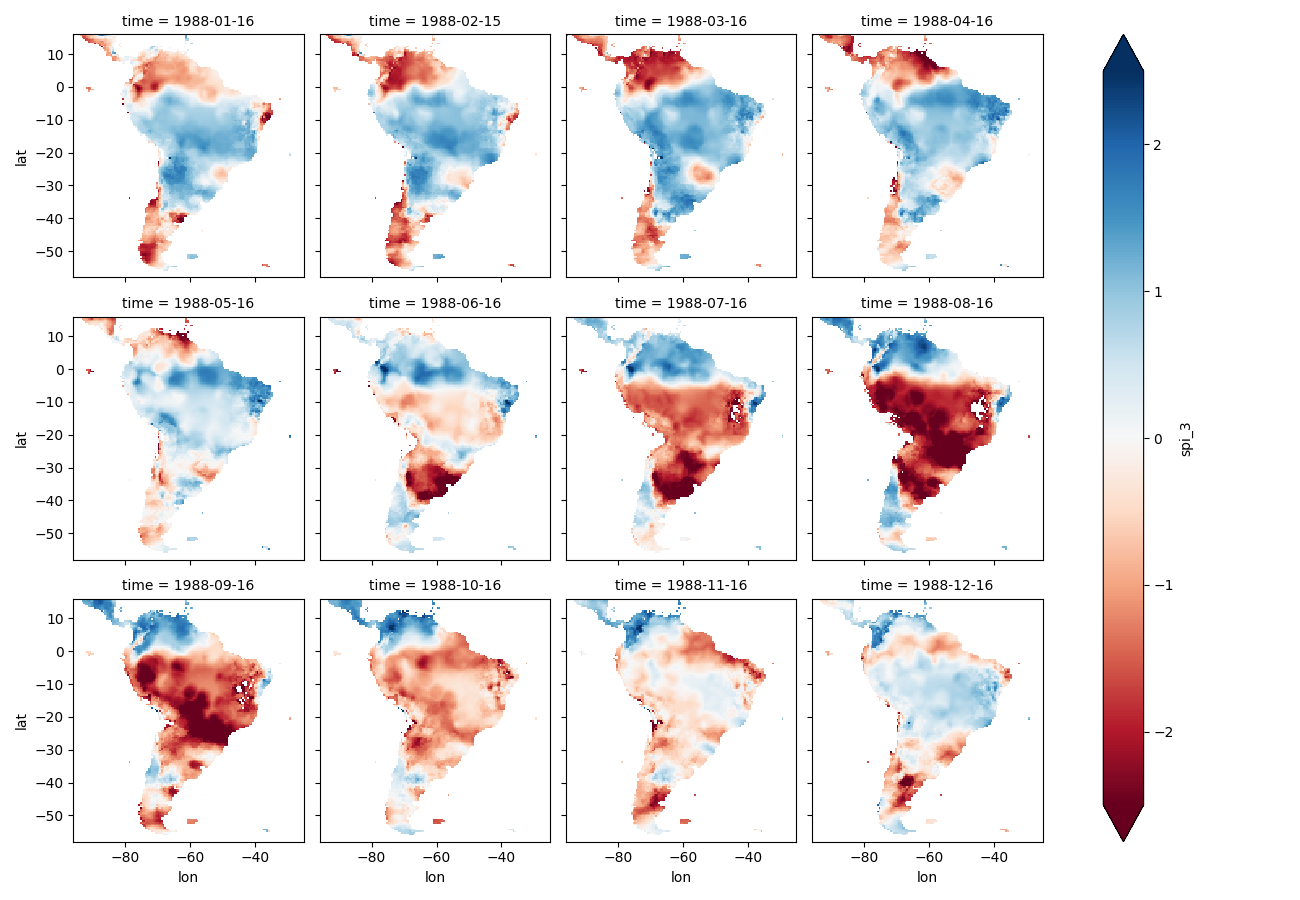 time = 1988-01-16
time = 1988-02-15
time = 1988-03-16
time = 1988-04-16
10
0
−10
−20
−30
−40
−50
lat
time = 1988-05-16
time = 1988-06-16
time = 1988-07-16
time = 1988-08-16
10
0
−10
−20
−30
−40
−50
lat
time = 1988-09-16
time = 1988-10-16
time = 1988-11-16
time = 1988-12-16
10
0
−10
−20
−30
−40
−50
lat
−80
−60
−40
lon
−80
−60
−40
lon
−80
−60
−40
lon
−80
−60
−40
lon
2
1
0
−1
−2
spi_3